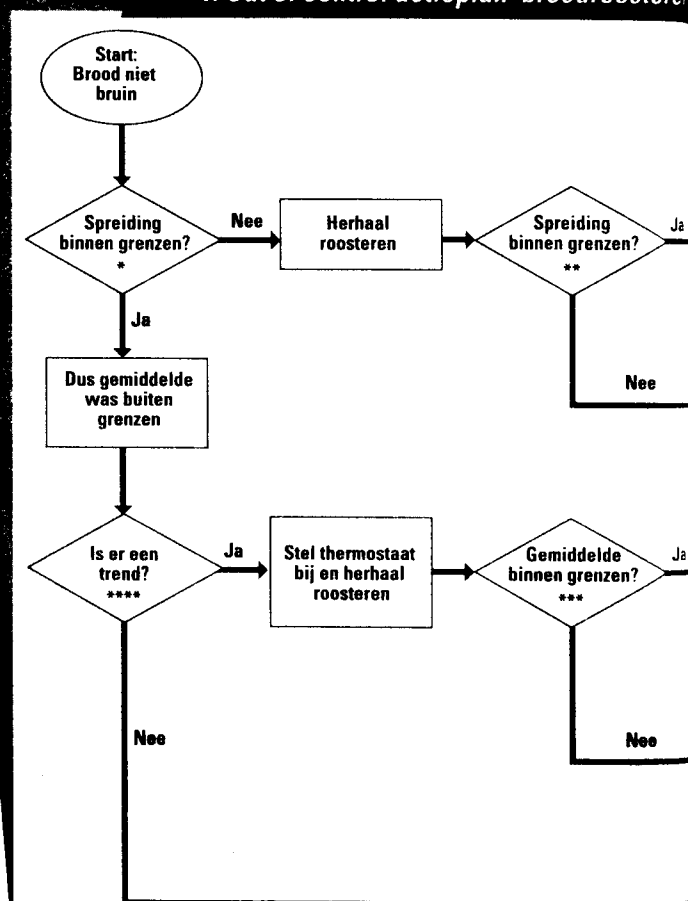 Start:
Brood niet
bruin
Spreiding
binnen grenzen?
*
Nee
Herhaal
roosteren
Spreiding
binnen grenzen?
**
Ja
Ja
Nee
Dus gemiddelde
was buiten
grenzen
Is er een
trend?
****
Ja
Stel thermostaat
bij en herhaal
roosteren
Gemiddelde
binnen grenzen?
***
Ja
Nee
Nee